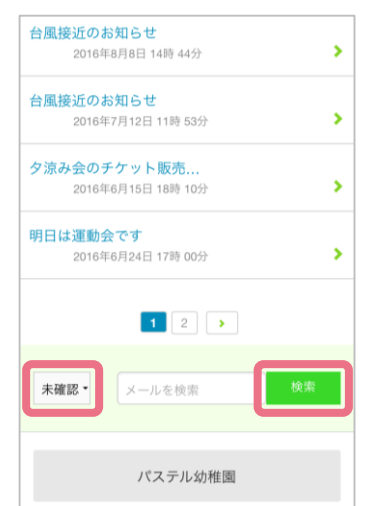 台風接近のお知らせ
2016年8月8日 14時 44分
台風接近のお知らせ
2016年7月12日 11時 53分
夕涼み会のチケット販売...
2016年6月15日 18時 10分
明日は運動会です
2016年6月24日 17時 00分
1 2 >
未確認 メールを検索 検索
パステル幼稚園